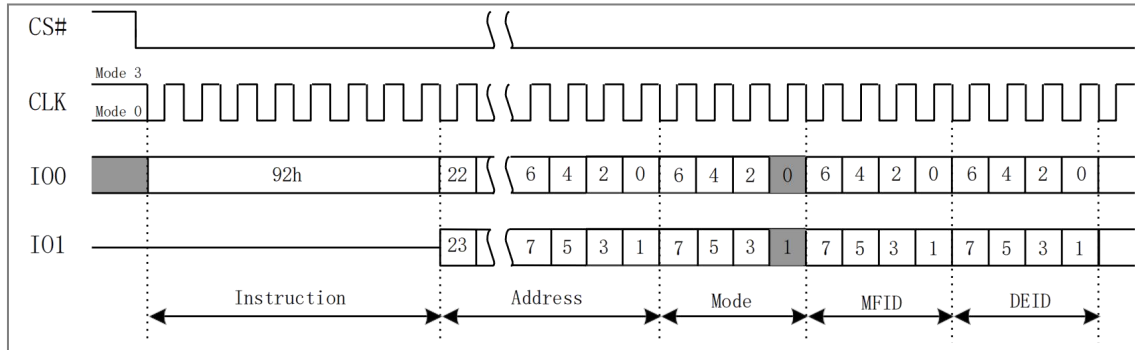 CS#
Mode 3
CLK
Mode 0
IO0 92h 22 6 4 2 0 6 4 2 0 6 4 2 0 6 4 2 0
IO1 23 7 5 3 1 7 5 3 1 7 5 3 1 7 5 3 1
Instruction Address Mode MFID DEID